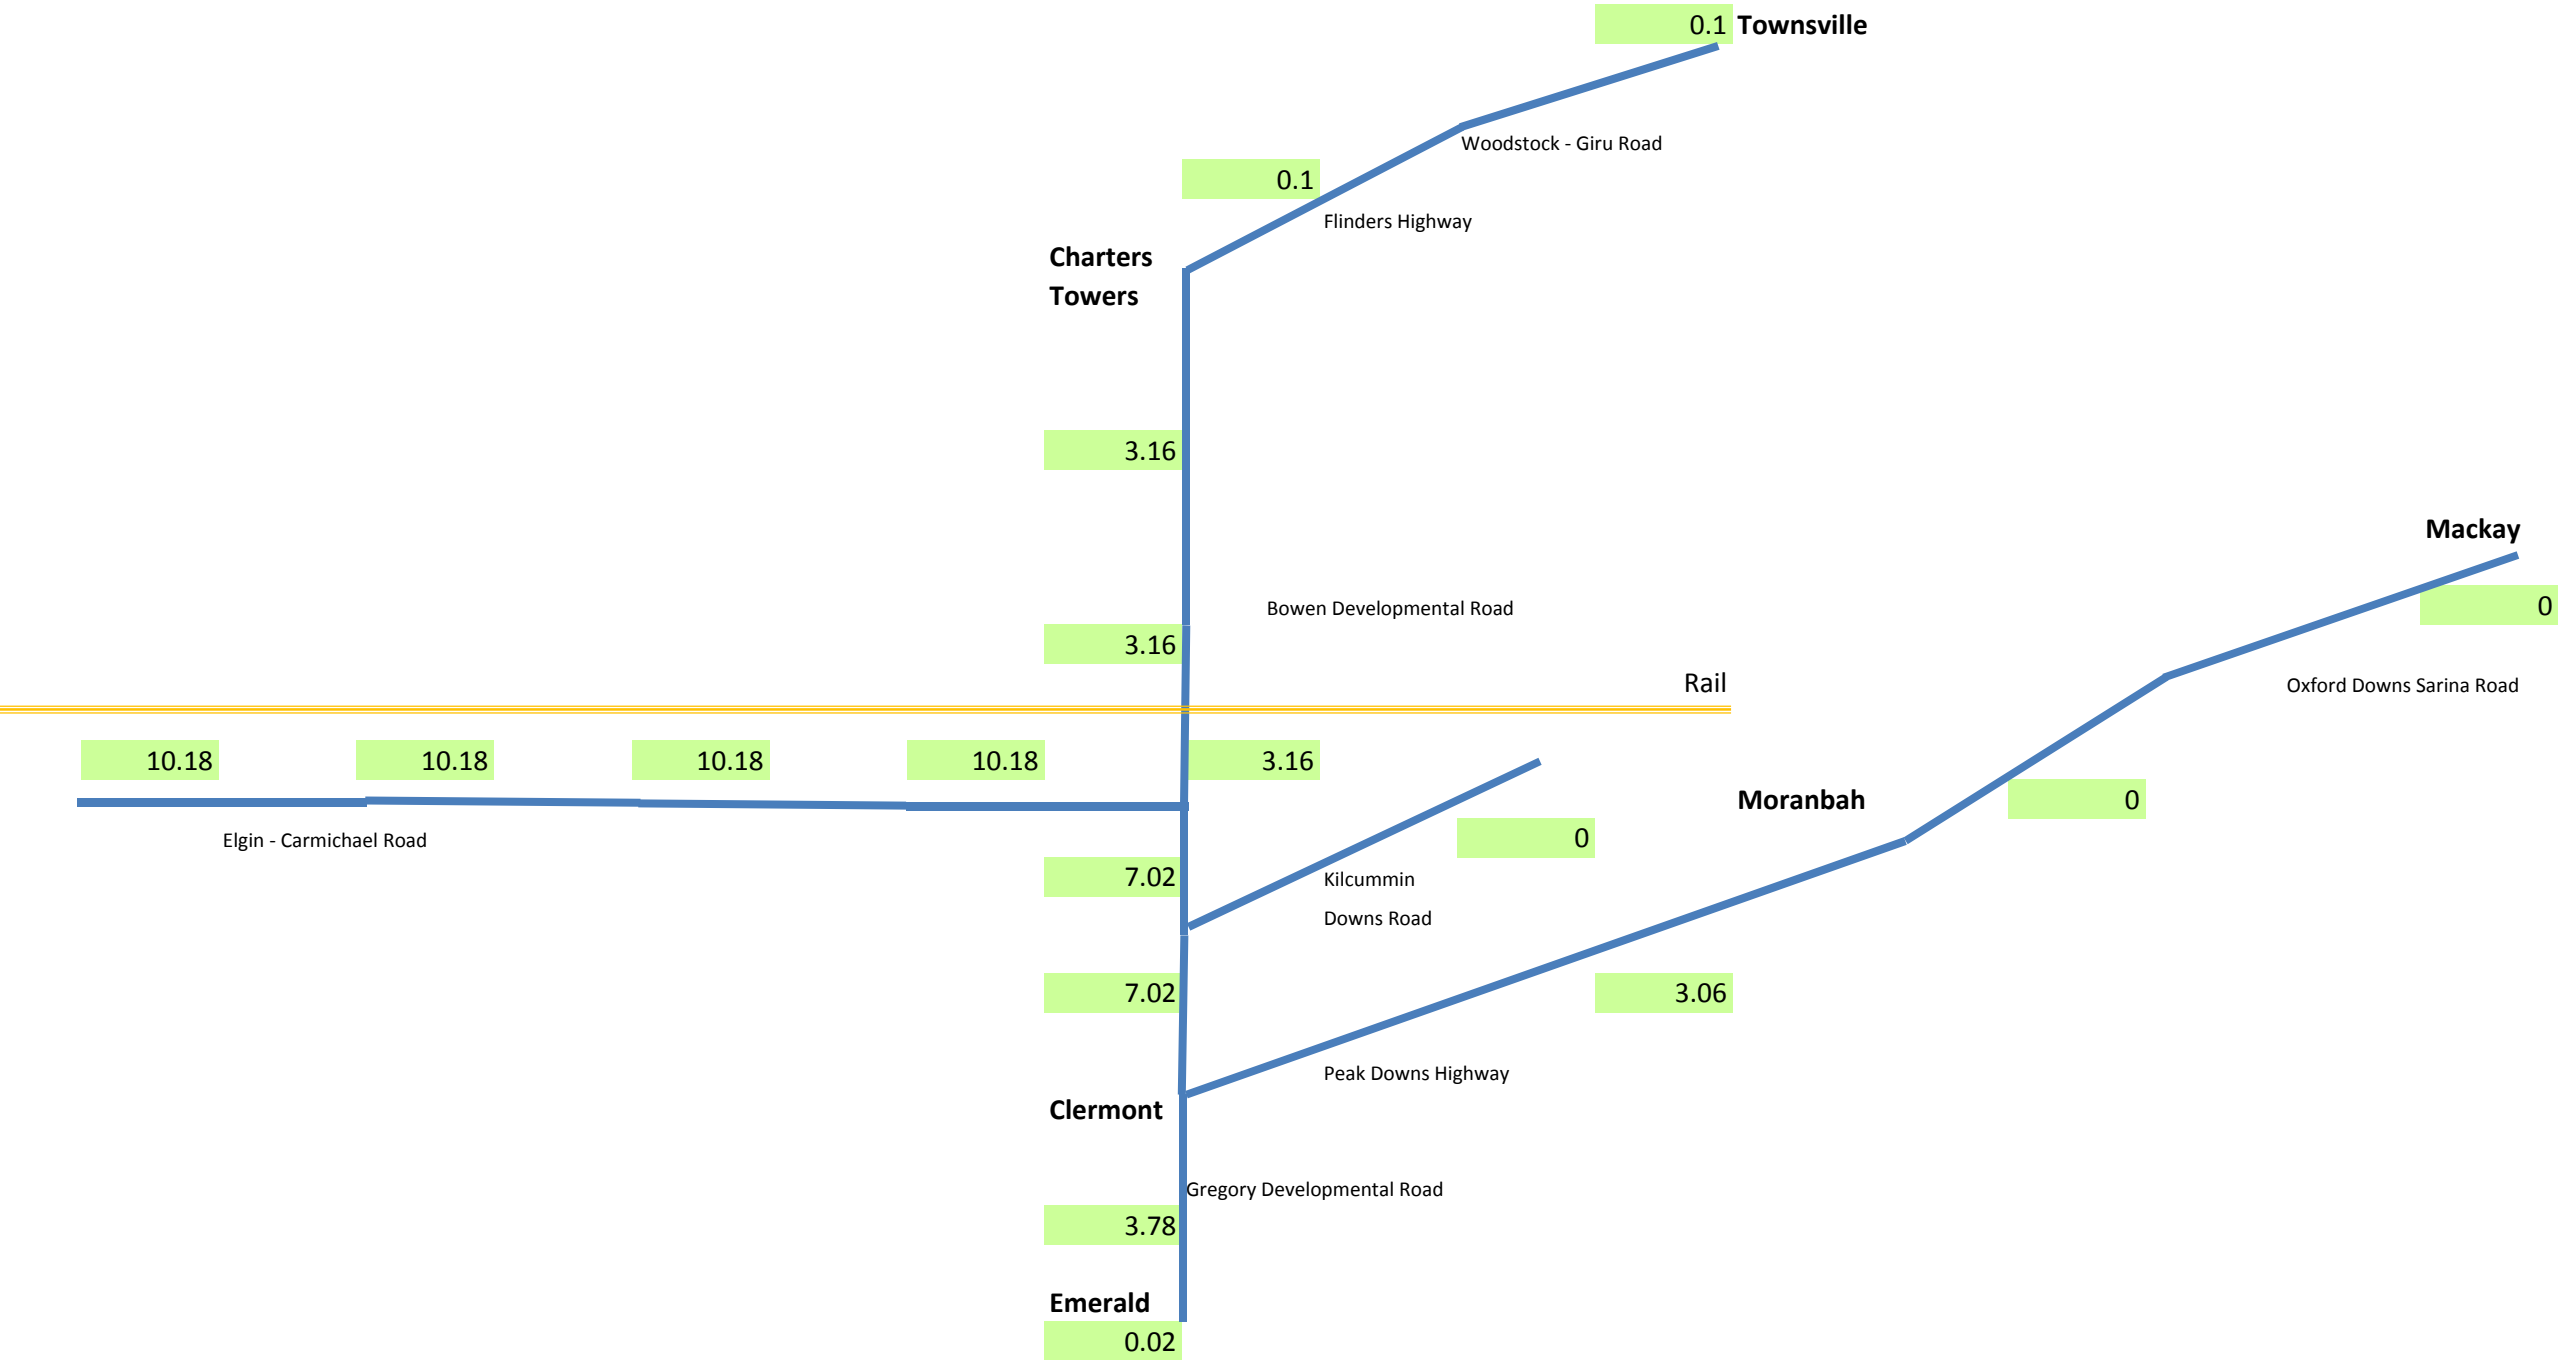 0.1 Townsville
Woodstock - Giru Road
0.1
Flinders Highway
Charters
Towers
3.16
Mackay
Bowen Developmental Road
0
3.16
Rail
Oxford Downs Sarina Road
10.18 10.18 10.18 10.18 3.16
Moranbah 0
Elgin - Carmichael Road
0
7.02
Kilcummin
Downs Road
7.02
3.06
Peak Downs Highway
Clermont
Gregory Developmental Road
3.78
Emerald
0.02